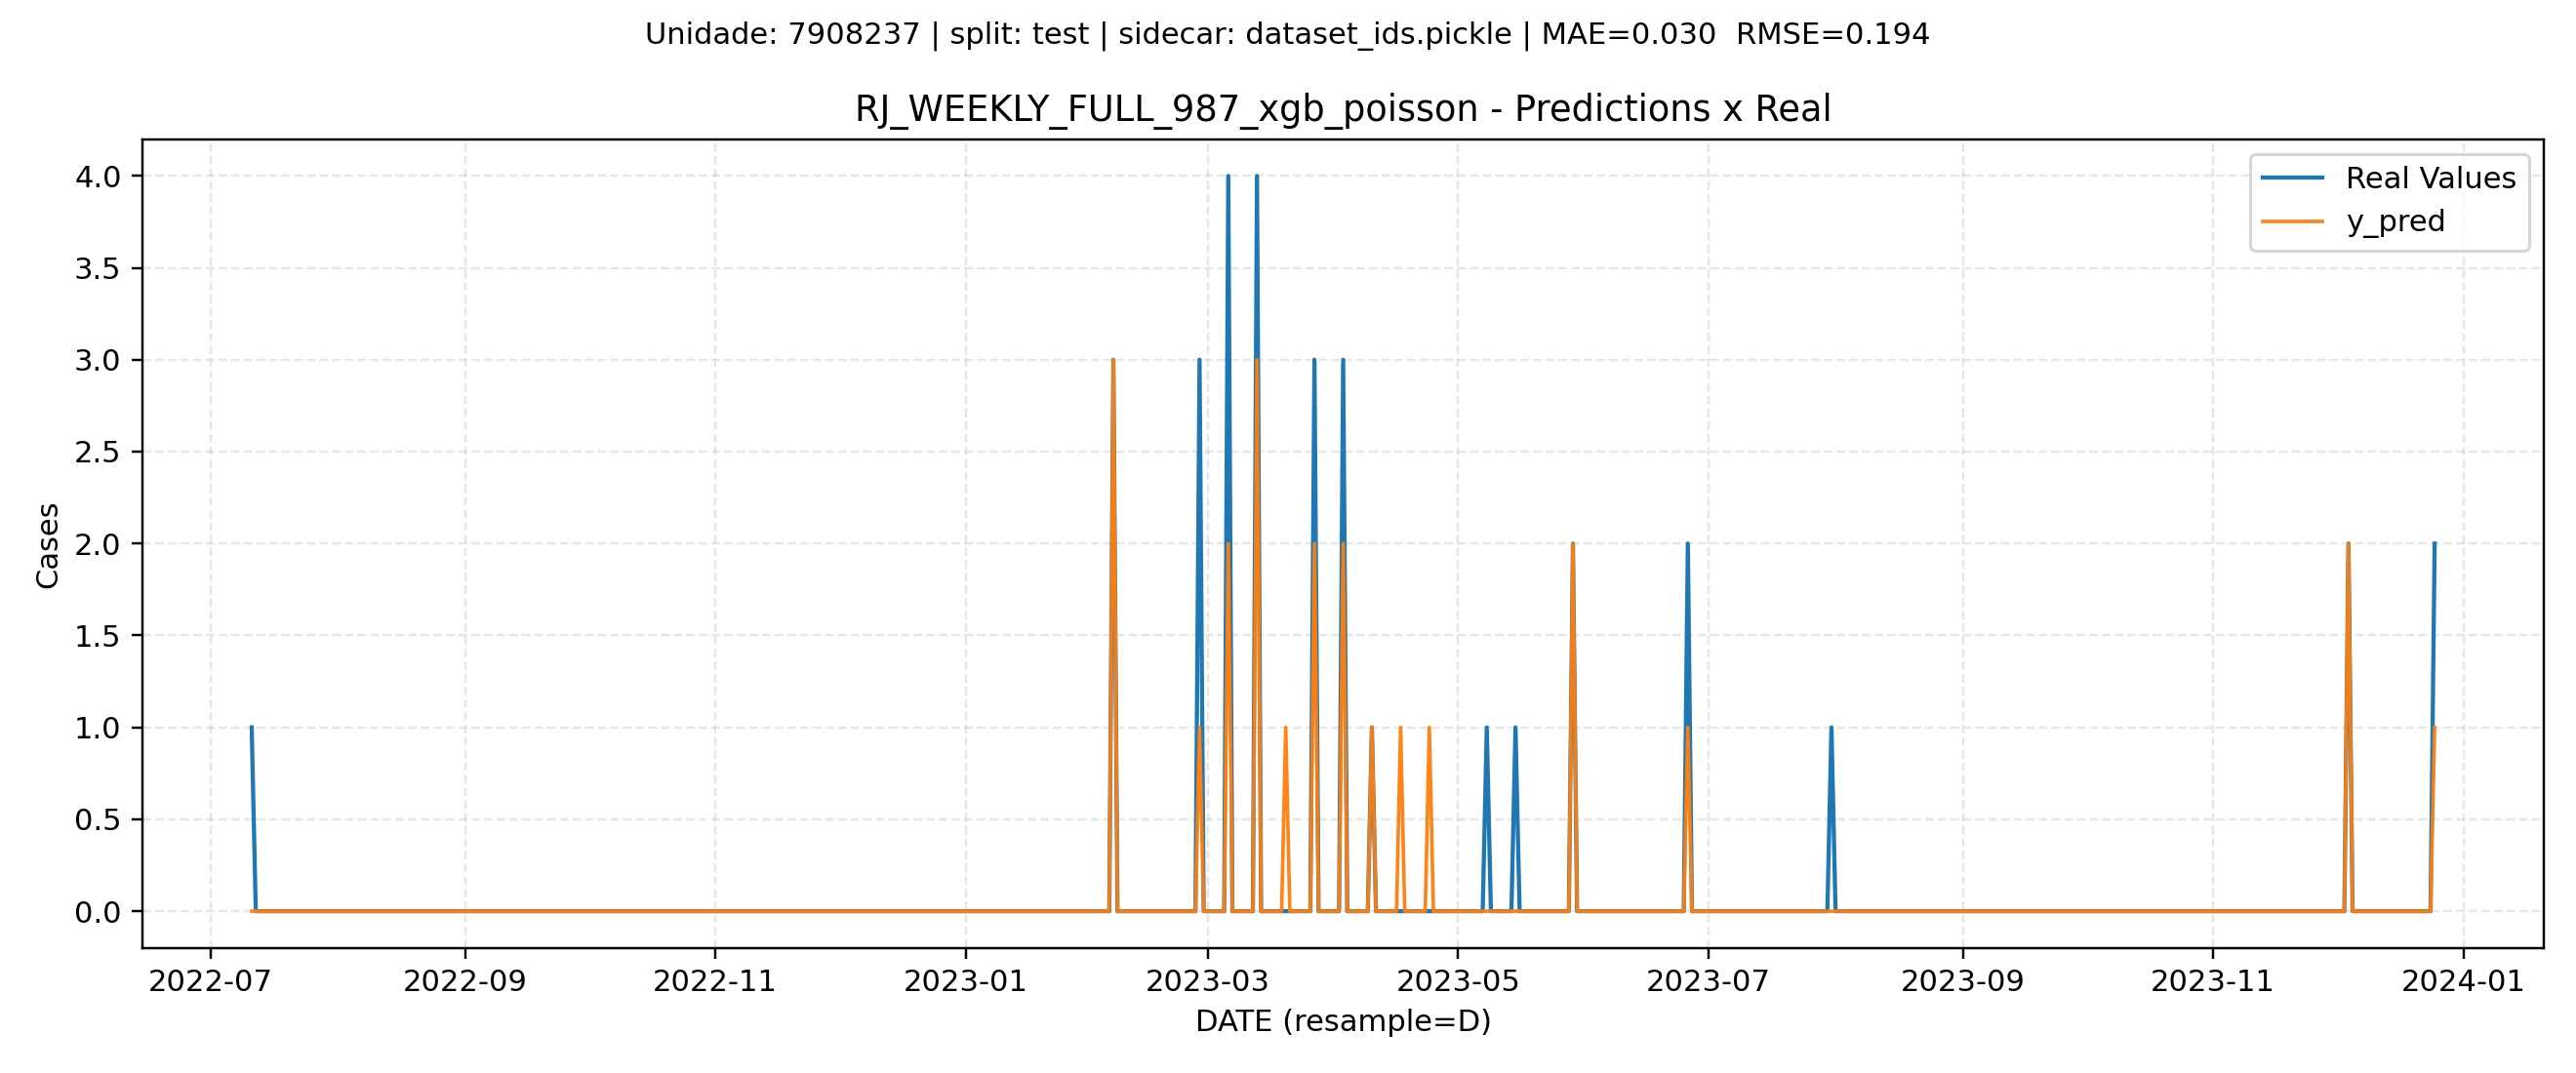 Unidade: 7908237 | split: test | sidecar: dataset_ids.pickle | MAE=0.030  RMSE=0.194
RJ_WEEKLY_FULL_987_xgb_poisson - Predictions x Real
Real Values
y_pred
Cases
4.0
3.5
3.0
2.5
2.0
1.5
1.0
0.5
0.0
2022-07 2022-09 2022-11 2023-01 2023-03 2023-05 2023-07 2023-09 2023-11 2024-01
DATE (resample=D)